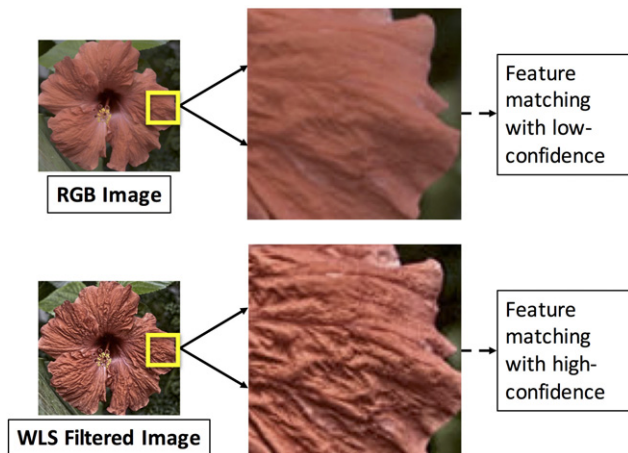 Feature
matching
with low-
confidence
RGB Image
Feature
matching
with high-
confidence
WLS Filtered Image